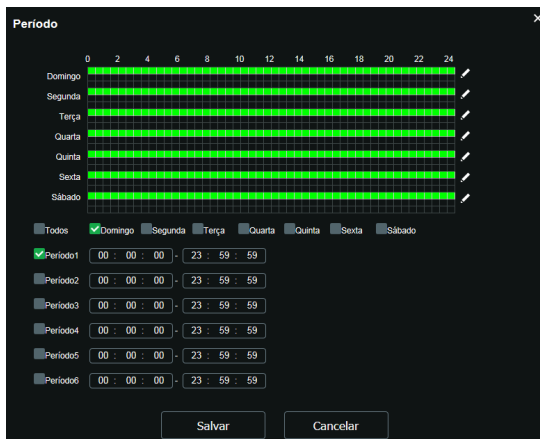 Período
×
0 2 4 6 8 10 12 14 16 18 20 22 24
Domingo
Segunda
Terça
Quarta
Quinta
Sexta
Sábado
Todos Domingo Segunda Terça Quarta Quinta Sexta Sábado
Período1 00 : 00 : 00 - 23 : 59 : 59
Período2 00 : 00 : 00 - 23 : 59 : 59
Período3 00 : 00 : 00 - 23 : 59 : 59
Período4 00 : 00 : 00 - 23 : 59 : 59
Período5 00 : 00 : 00 - 23 : 59 : 59
Período6 00 : 00 : 00 - 23 : 59 : 59
Salvar Cancelar